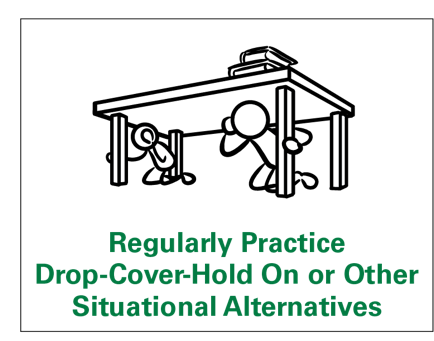 Regularly Practice
Drop-Cover-Hold On or Other
Situational Alternatives